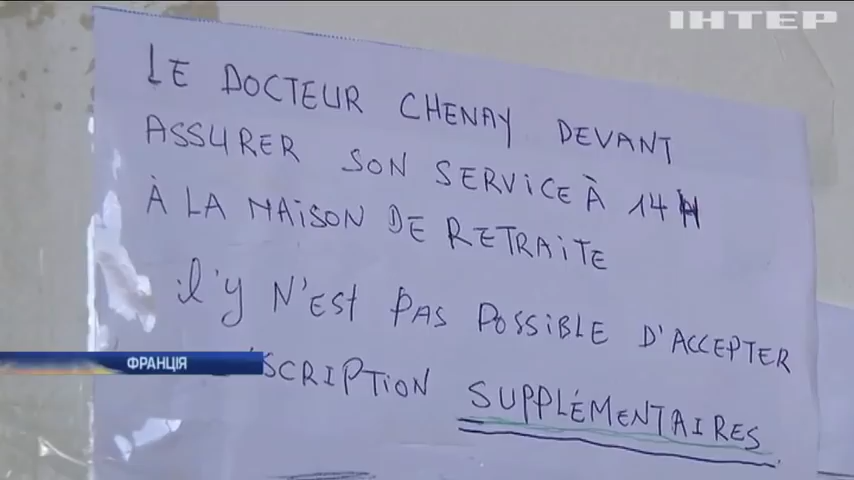 ІНТЕР
LE DOCTEUR CHENAY DEVANT
ASSURER SON SERVICE À 14H
À LA MAISON DE RETRAITE
il'y N'EST PAS POSSIBLE D'ACCEPTER
SCRIPTION SUPPLÉMENTAIRES
ФРАНЦІЯ